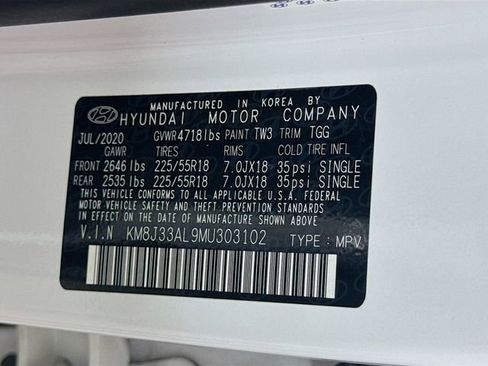 MANUFACTURED IN KOREA BY
HYUNDAI MOTOR COMPANY
JUL/2020 GVWR4718lbs PAINT TW3 TRIM TGG
GAWR TIRES RIMS COLD TIRE INFL
FRONT 2646 lbs 225/55R18 7.0JX18 35psi SINGLE
REAR 2535 lbs 225/55R18 7.0JX18 35psi SINGLE
THIS VEHICLE CONFORMS TO ALL APPLICABLE U.S.A. FEDERAL
MOTOR VEHICLE SAFETY AND THEFT PREVENTION STANDARDS
IN EFFECT ON THE DATE OF MANUFACTURE SHOWN ABOVE.
V.I.N KM8J33AL9MU303102 TYPE : MPV